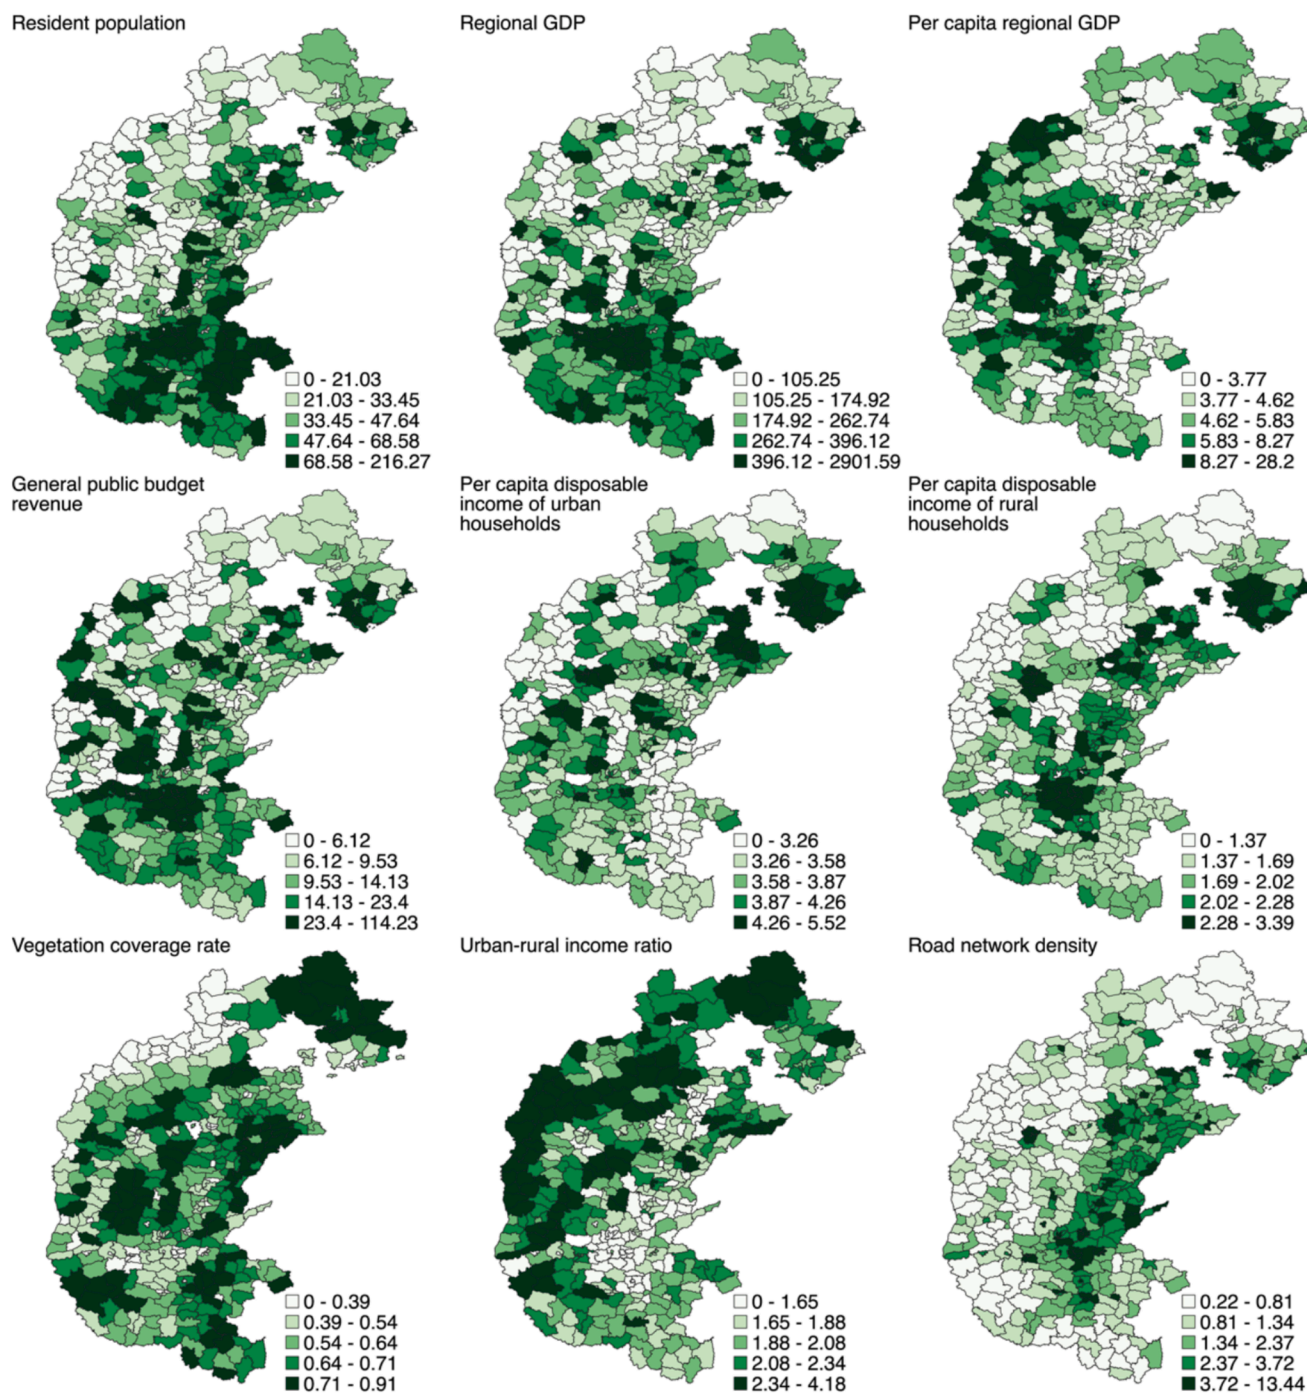 Resident population
0 - 21.03
21.03 - 33.45
33.45 - 47.64
47.64 - 68.58
68.58 - 216.27
Regional GDP
0 - 105.25
105.25 - 174.92
174.92 - 262.74
262.74 - 396.12
396.12 - 2901.59
Per capita regional GDP
0 - 3.77
3.77 - 4.62
4.62 - 5.83
5.83 - 8.27
8.27 - 28.2
General public budget
revenue
0 - 6.12
6.12 - 9.53
9.53 - 14.13
14.13 - 23.4
23.4 - 114.23
Per capita disposable
income of urban
households
0 - 3.26
3.26 - 3.58
3.58 - 3.87
3.87 - 4.26
4.26 - 5.52
Per capita disposable
income of rural
households
0 - 1.37
1.37 - 1.69
1.69 - 2.02
2.02 - 2.28
2.28 - 3.39
Vegetation coverage rate
0 - 0.39
0.39 - 0.54
0.54 - 0.64
0.64 - 0.71
0.71 - 0.91
Urban-rural income ratio
0 - 1.65
1.65 - 1.88
1.88 - 2.08
2.08 - 2.34
2.34 - 4.18
Road network density
0.22 - 0.81
0.81 - 1.34
1.34 - 2.37
2.37 - 3.72
3.72 - 13.44